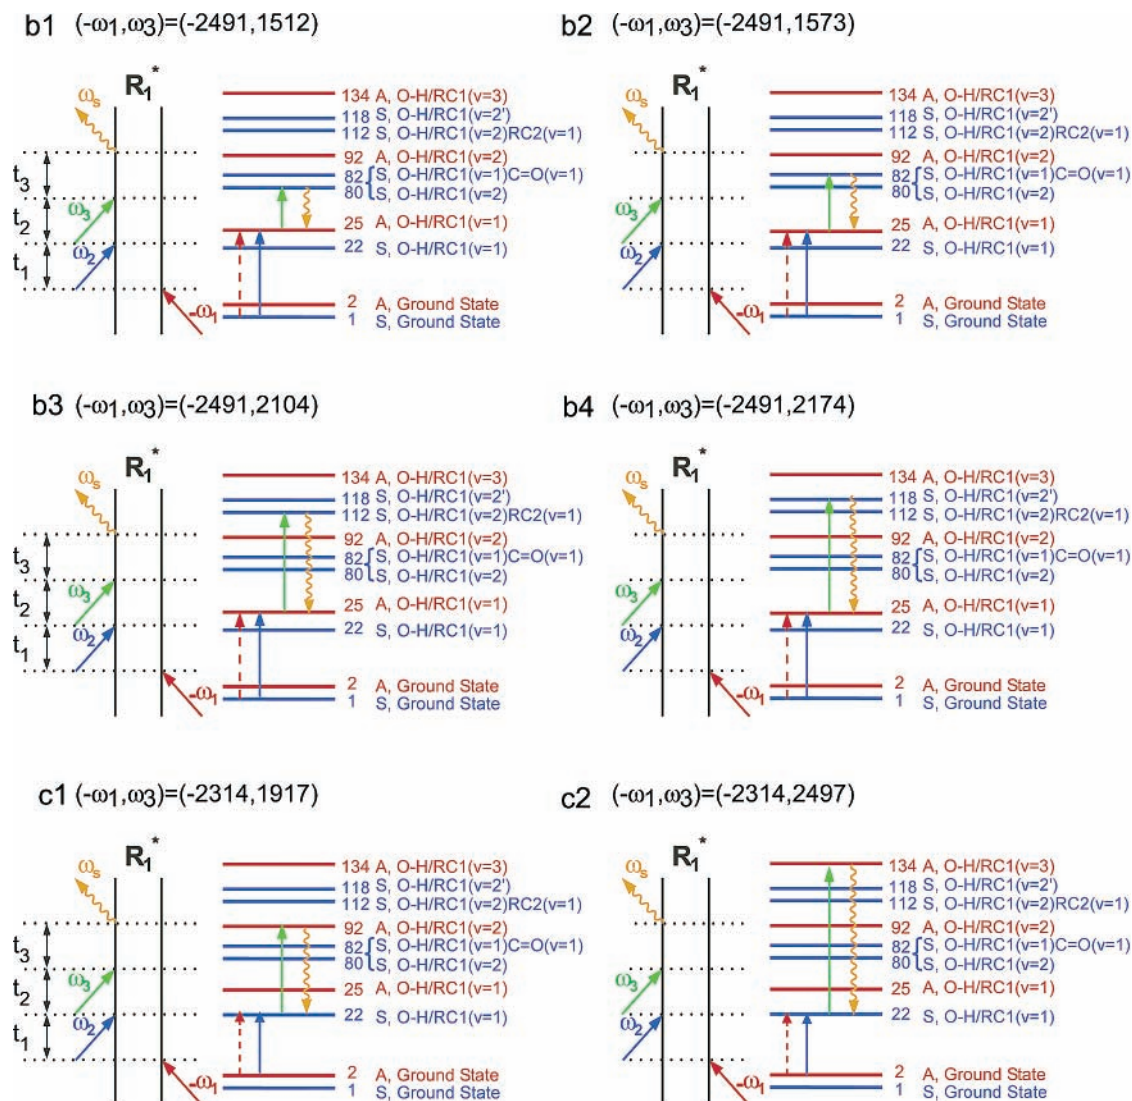 b1 (-ω₁,ω₃)=(-2491,1512)
R₁*
ωs
t₃
t₂
t₁
ω₃
ω₂
-ω₁
134 A, O-H/RC1(v=3)
118 S, O-H/RC1(v=2')
112 S, O-H/RC1(v=2)RC2(v=1)
92 A, O-H/RC1(v=2)
82 S, O-H/RC1(v=1)C=O(v=1)
80 S, O-H/RC1(v=2)
25 A, O-H/RC1(v=1)
22 S, O-H/RC1(v=1)
2 A, Ground State
1 S, Ground State
b2 (-ω₁,ω₃)=(-2491,1573)
R₁*
ωs
ω₃
ω₂
-ω₁
134 A, O-H/RC1(v=3)
118 S, O-H/RC1(v=2')
112 S, O-H/RC1(v=2)RC2(v=1)
92 A, O-H/RC1(v=2)
82 S, O-H/RC1(v=1)C=O(v=1)
80 S, O-H/RC1(v=2)
25 A, O-H/RC1(v=1)
22 S, O-H/RC1(v=1)
2 A, Ground State
1 S, Ground State
b3 (-ω₁,ω₃)=(-2491,2104)
R₁*
ωs
t₃
t₂
t₁
ω₃
ω₂
-ω₁
134 A, O-H/RC1(v=3)
118 S, O-H/RC1(v=2')
112 S, O-H/RC1(v=2)RC2(v=1)
92 A, O-H/RC1(v=2)
82 S, O-H/RC1(v=1)C=O(v=1)
80 S, O-H/RC1(v=2)
25 A, O-H/RC1(v=1)
22 S, O-H/RC1(v=1)
2 A, Ground State
1 S, Ground State
b4 (-ω₁,ω₃)=(-2491,2174)
R₁*
ωs
ω₃
ω₂
-ω₁
134 A, O-H/RC1(v=3)
118 S, O-H/RC1(v=2')
112 S, O-H/RC1(v=2)RC2(v=1)
92 A, O-H/RC1(v=2)
82 S, O-H/RC1(v=1)C=O(v=1)
80 S, O-H/RC1(v=2)
25 A, O-H/RC1(v=1)
22 S, O-H/RC1(v=1)
2 A, Ground State
1 S, Ground State
c1 (-ω₁,ω₃)=(-2314,1917)
R₁*
ωs
t₃
t₂
t₁
ω₃
ω₂
-ω₁
134 A, O-H/RC1(v=3)
118 S, O-H/RC1(v=2')
112 S, O-H/RC1(v=2)RC2(v=1)
92 A, O-H/RC1(v=2)
82 S, O-H/RC1(v=1)C=O(v=1)
80 S, O-H/RC1(v=2)
25 A, O-H/RC1(v=1)
22 S, O-H/RC1(v=1)
2 A, Ground State
1 S, Ground State
c2 (-ω₁,ω₃)=(-2314,2497)
R₁*
ωs
ω₃
ω₂
-ω₁
134 A, O-H/RC1(v=3)
118 S, O-H/RC1(v=2')
112 S, O-H/RC1(v=2)RC2(v=1)
92 A, O-H/RC1(v=2)
82 S, O-H/RC1(v=1)C=O(v=1)
80 S, O-H/RC1(v=2)
25 A, O-H/RC1(v=1)
22 S, O-H/RC1(v=1)
2 A, Ground State
1 S, Ground State